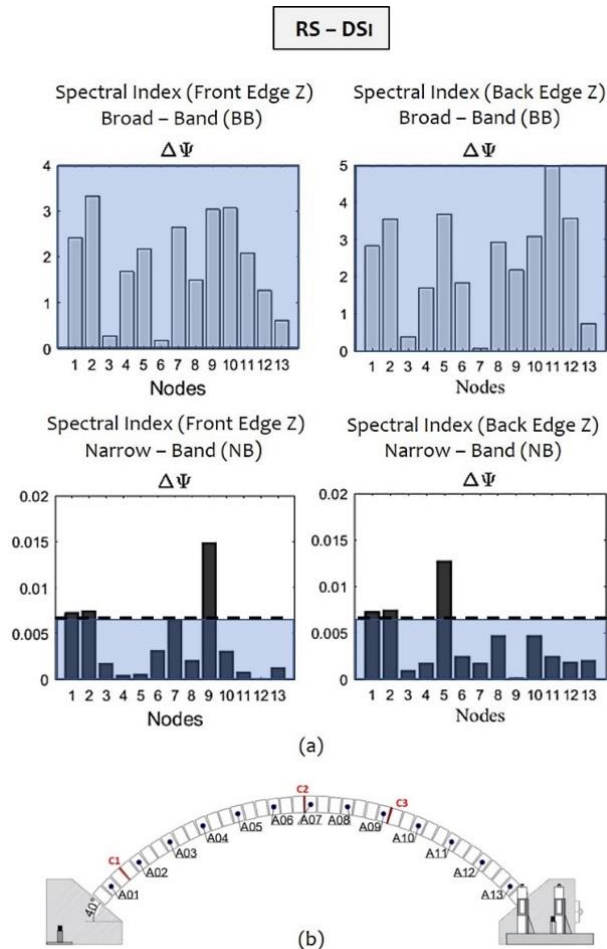 RS – DSI
Spectral Index (Front Edge Z)
Broad – Band (BB)
ΔΨ
4
3
2
1
0
1 2 3 4 5 6 7 8 9 10 11 12 13
Nodes
Spectral Index (Back Edge Z)
Broad – Band (BB)
ΔΨ
5
4
3
2
1
0
1 2 3 4 5 6 7 8 9 10 11 12 13
Nodes
Spectral Index (Front Edge Z)
Narrow – Band (NB)
ΔΨ
0.02
0.015
0.01
0.005
0
1 2 3 4 5 6 7 8 9 10 11 12 13
Nodes
Spectral Index (Back Edge Z)
Narrow – Band (NB)
ΔΨ
0.02
0.015
0.01
0.005
0
1 2 3 4 5 6 7 8 9 10 11 12 13
Nodes
(a)
C1
C2
C3
A01
A02
A03
A04
A05
A06
A07
A08
A09
A10
A11
A12
A13
40°
(b)